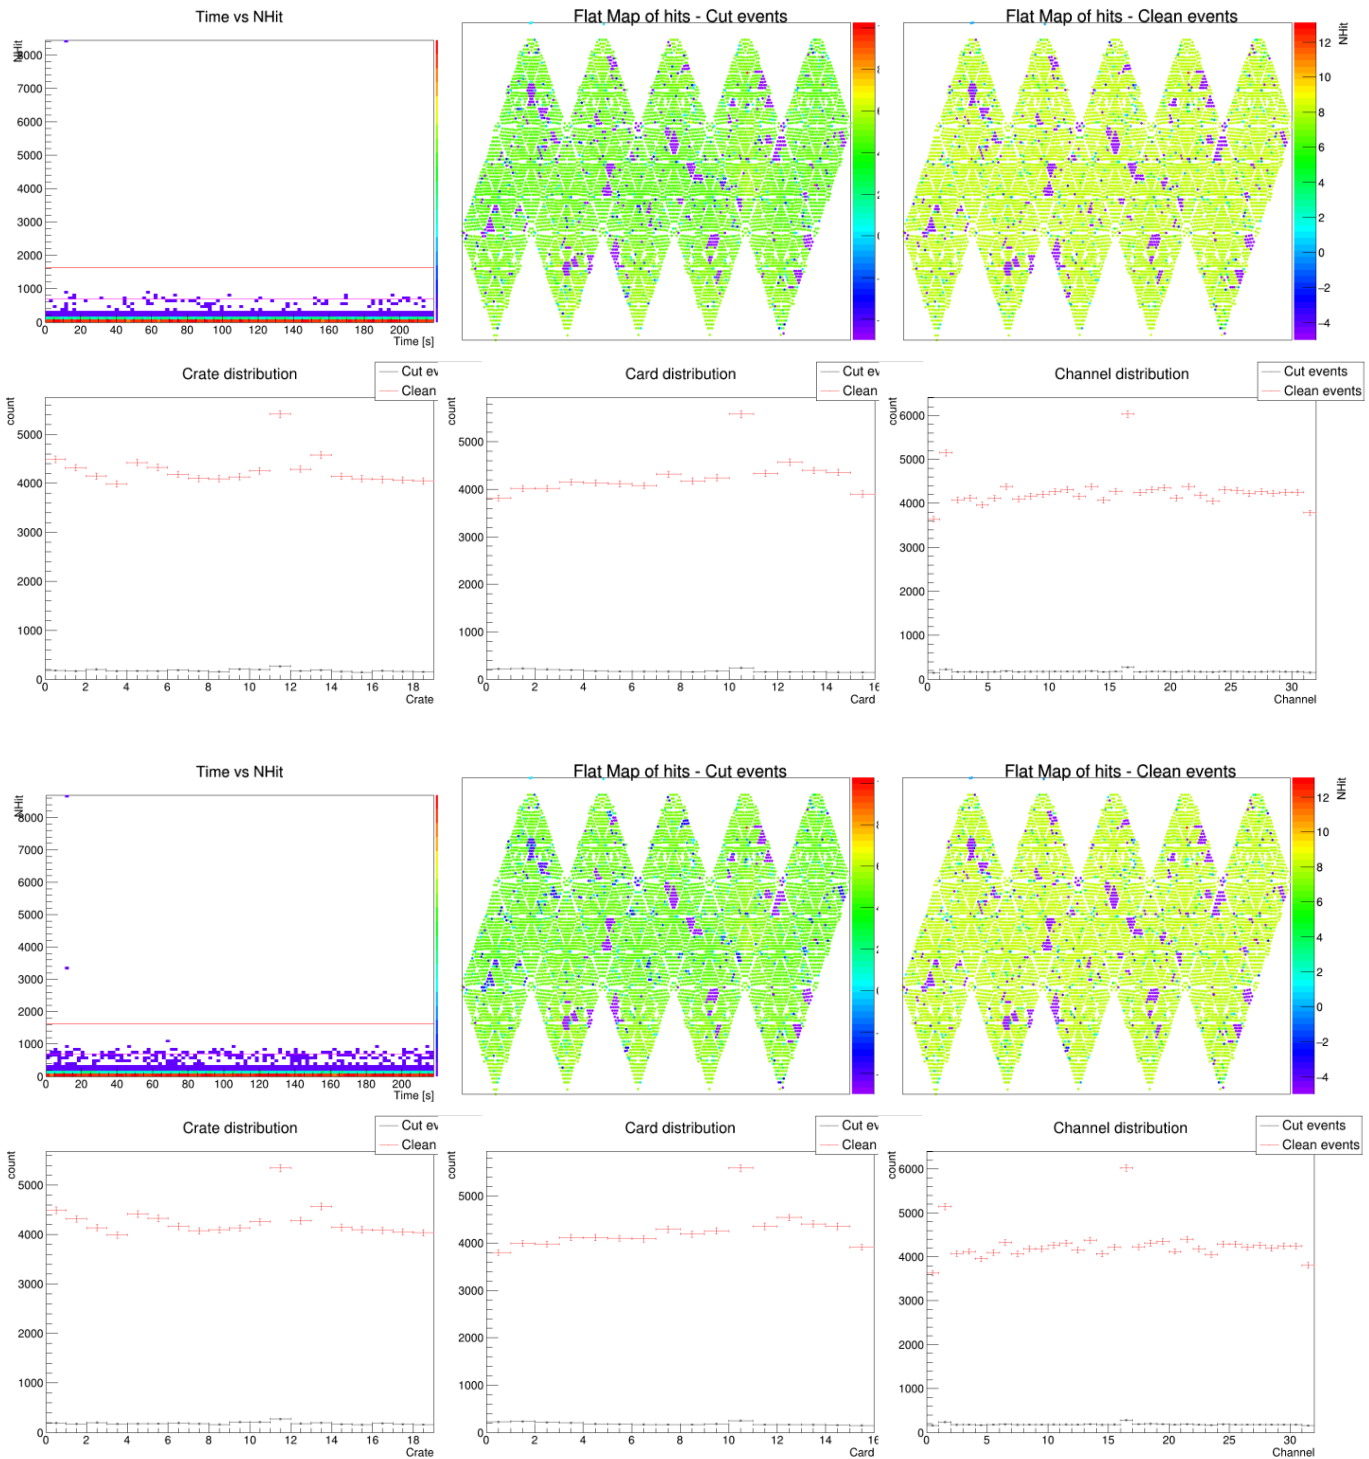 Time vs NHit
NHit
8000
7000
6000
5000
4000
3000
2000
1000
0
0 20 40 60 80 100 120 140 160 180 200
Time [s]
Flat Map of hits - Cut events
Flat Map of hits - Clean events
NHit
12
10
8
6
4
2
0
−2
−4
Crate distribution
Cut ev
Clean
count
5000
4000
3000
2000
1000
0
0 2 4 6 8 10 12 14 16 18
Crate
Card distribution
Cut ev
Clean
count
5000
4000
3000
2000
1000
0
0 2 4 6 8 10 12 14 16
Card
Channel distribution
Cut events
Clean events
count
6000
5000
4000
3000
2000
1000
0
0 5 10 15 20 25 30
Channel
Time vs NHit
NHit
8000
7000
6000
5000
4000
3000
2000
1000
0
0 20 40 60 80 100 120 140 160 180 200
Time [s]
Flat Map of hits - Cut events
Flat Map of hits - Clean events
NHit
12
10
8
6
4
2
0
−2
−4
Crate distribution
Cut ev
Clean
count
5000
4000
3000
2000
1000
0
0 2 4 6 8 10 12 14 16 18
Crate
Card distribution
Cut ev
Clean
count
5000
4000
3000
2000
1000
0
0 2 4 6 8 10 12 14 16
Card
Channel distribution
Cut events
Clean events
count
6000
5000
4000
3000
2000
1000
0
0 5 10 15 20 25 30
Channel